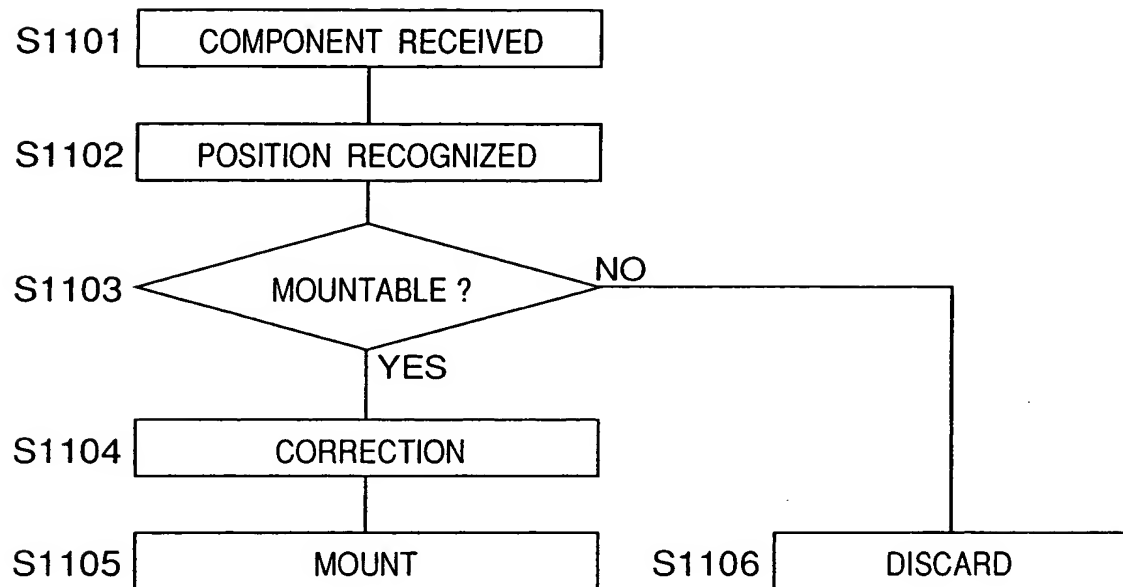 S1101 COMPONENT RECEIVED
S1102 POSITION RECOGNIZED
S1103 MOUNTABLE ? NO
YES
S1104 CORRECTION
S1105 MOUNT S1106 DISCARD